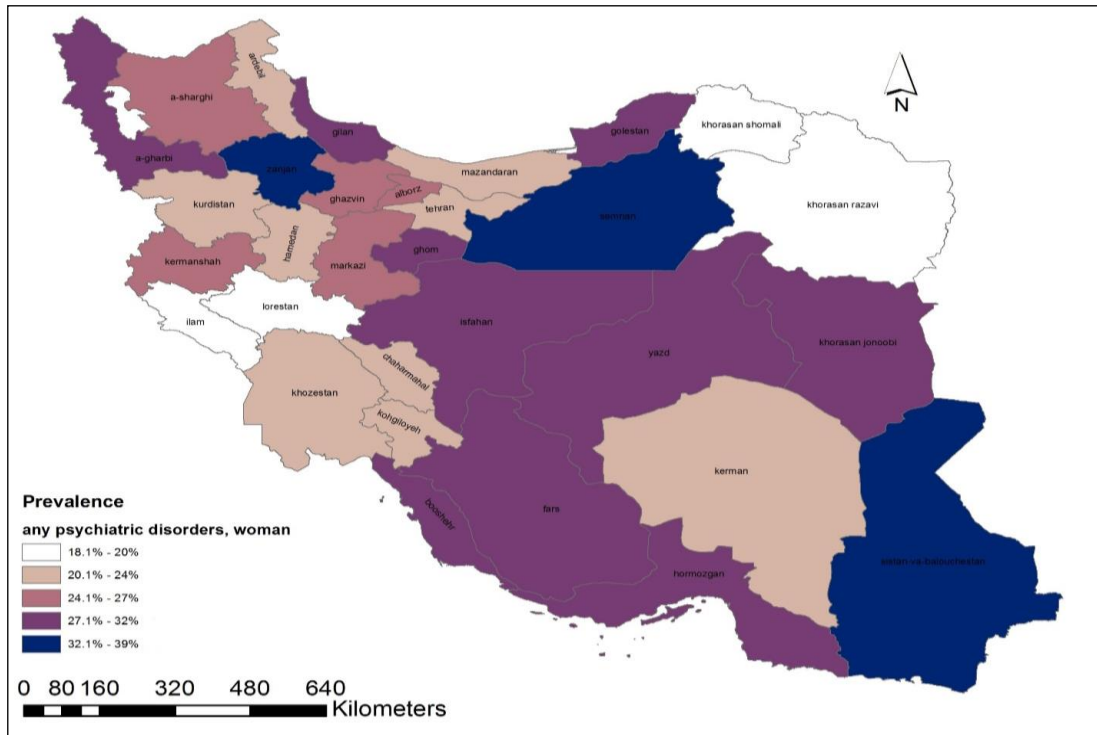 ardebil
a-sharghi
N
gilan
golestan
khorasan shomali
a-gharbi
zanjan
mazandaran
ghazvin
alborz
kurdistan
tehran
khorasan razavi
semnan
hamedan
ghom
kermanshah
markazi
lorestan
ilam
isfahan
khorasan jonoobi
yazd
chaharmahal
khozestan
kohgiloyeh
kerman
booshehr
fars
sistan va balouchestan
hormozgan
Prevalence
any psychiatric disorders, woman
18.1% - 20%
20.1% - 24%
24.1% - 27%
27.1% - 32%
32.1% - 39%
0 80 160 320 480 640
Kilometers